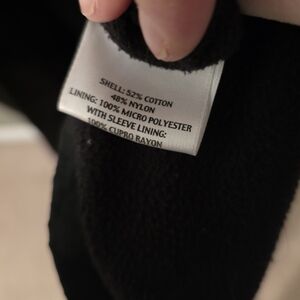 SHELL: 52% COTTON
48% NYLON
LINING: 100% MICRO POLYESTER
WITH SLEEVE LINING:
100% CUPRO RAYON